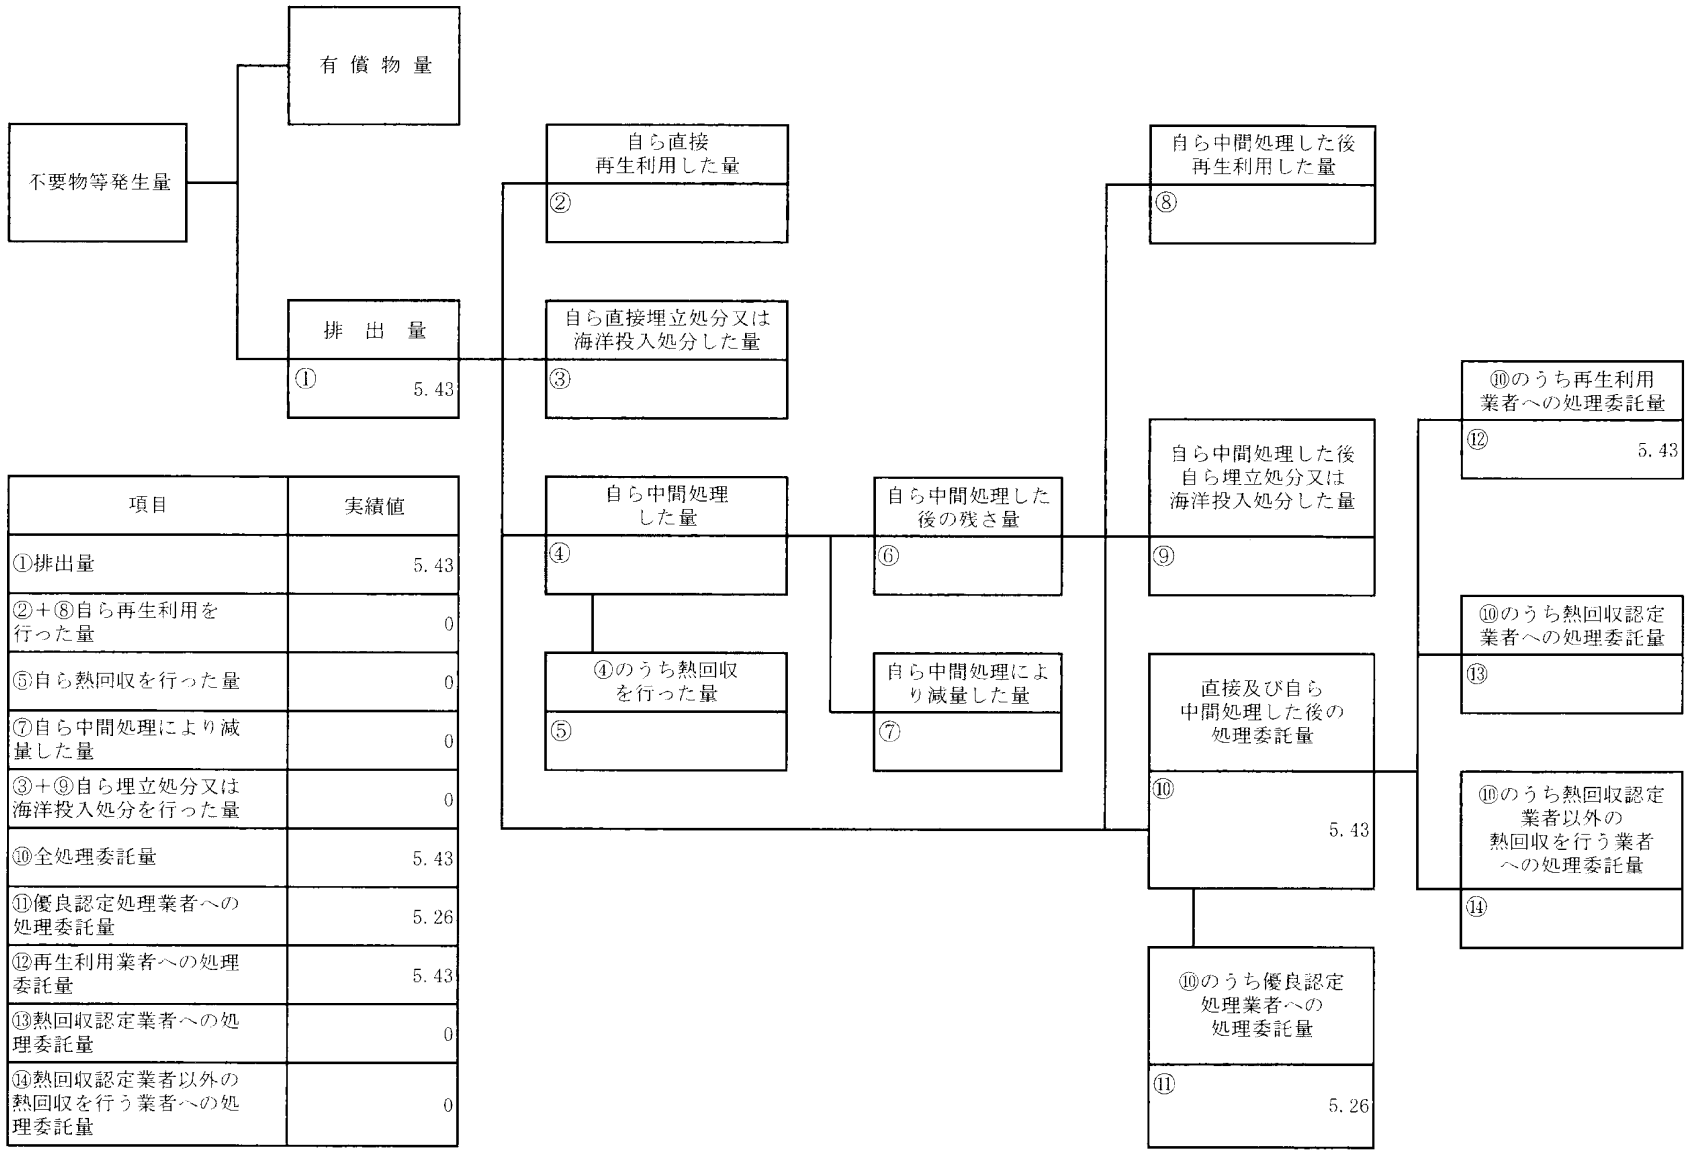 有償物量
不要物等発生量
排出量
①
5.43
自ら直接
再生利用した量
②
自ら直接埋立処分又は
海洋投入処分した量
③
自ら中間処理
した量
④
④のうち熱回収
を行った量
⑤
自ら中間処理した
後の残さ量
⑥
自ら中間処理によ
り減量した量
⑦
自ら中間処理した後
再生利用した量
⑧
自ら中間処理した後
自ら埋立処分又は
海洋投入処分した量
⑨
直接及び自ら
中間処理した後の
処理委託量
⑩
5.43
⑩のうち優良認定
処理業者への
処理委託量
⑪
5.26
⑩のうち再生利用
業者への処理委託量
⑫
5.43
⑩のうち熱回収認定
業者への処理委託量
⑬
⑩のうち熱回収認定
業者以外の
熱回収を行う業者
への処理委託量
⑭
項目 実績値
①排出量 5.43
②+⑧自ら再生利用を
行った量 0
⑤自ら熱回収を行った量 0
⑦自ら中間処理により減
量した量 0
③+⑨自ら埋立処分又は
海洋投入処分を行った量 0
⑩全処理委託量 5.43
⑪優良認定処理業者への
処理委託量 5.26
⑫再生利用業者への処理
委託量 5.43
⑬熱回収認定業者への処
理委託量 0
⑭熱回収認定業者以外の
熱回収を行う業者への処
理委託量 0